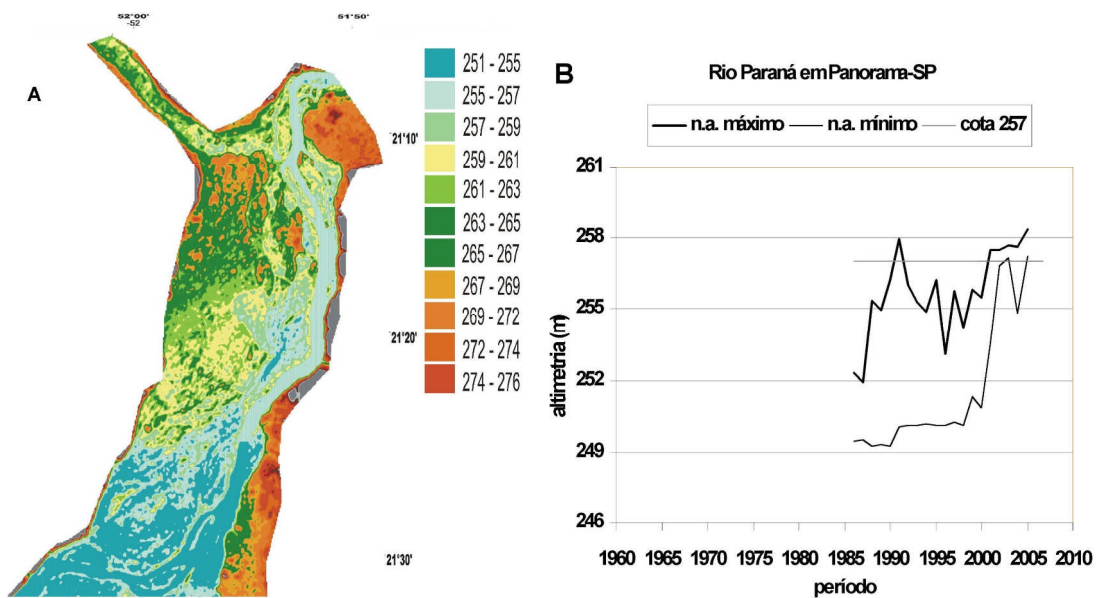 52°00'
-52
51°50'
A
251 - 255
255 - 257
257 - 259
259 - 261
261 - 263
263 - 265
265 - 267
267 - 269
269 - 272
272 - 274
274 - 276
21°10'
21°20'
21°30'
B
Rio Paraná em Panorama-SP
n.a. máximo n.a. mínimo cota 257
altimetria (m)
261
258
255
252
249
246
1960 1965 1970 1975 1980 1985 1990 1995 2000 2005 2010
período